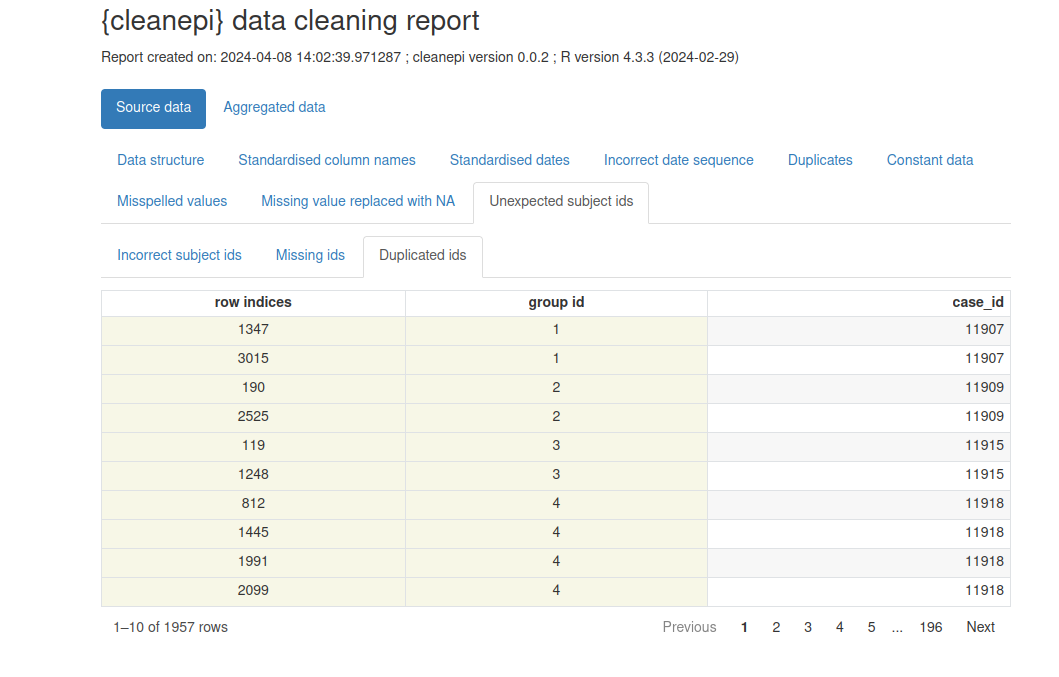 {cleanepi} data cleaning report
Report created on: 2024-04-08 14:02:39.971287 ; cleanepi version 0.0.2 ; R version 4.3.3 (2024-02-29)
Source data Aggregated data
Data structure Standardised column names Standardised dates Incorrect date sequence Duplicates Constant data
Misspelled values Missing value replaced with NA Unexpected subject ids
Incorrect subject ids Missing ids Duplicated ids
row indices group id case_id
1347 1 11907
3015 1 11907
190 2 11909
2525 2 11909
119 3 11915
1248 3 11915
812 4 11918
1445 4 11918
1991 4 11918
2099 4 11918
1–10 of 1957 rows Previous 1 2 3 4 5 ... 196 Next